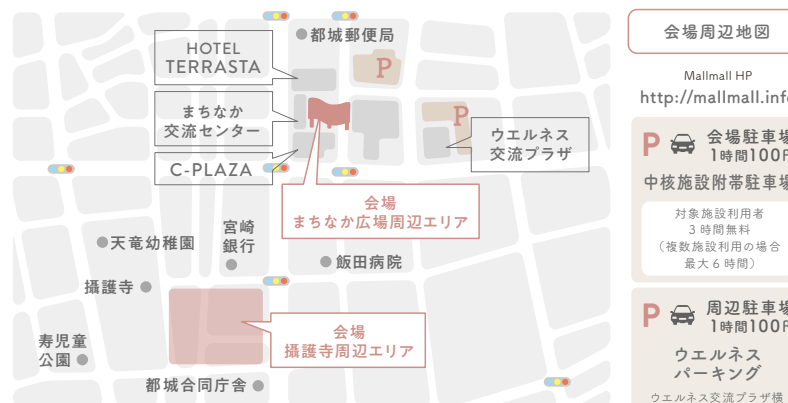 都城郵便局
HOTEL
TERRASTA
P
まちなか
交流センター
P
ウエルネス
交流プラザ
C-PLAZA
会場
まちなか広場周辺エリア
宮崎
銀行
天竜幼稚園
飯田病院
攝護寺
会場
攝護寺周辺エリア
寿児童
公園
都城合同庁舎
会場周辺地図
Mallmall HP
http://mallmall.info
P 会場駐車場
1時間100円
中核施設附帯駐車場
対象施設利用者
3時間無料
（複数施設利用の場合
最大6時間）
P 周辺駐車場
1時間100円
ウエルネス
パーキング
ウエルネス交流プラザ横